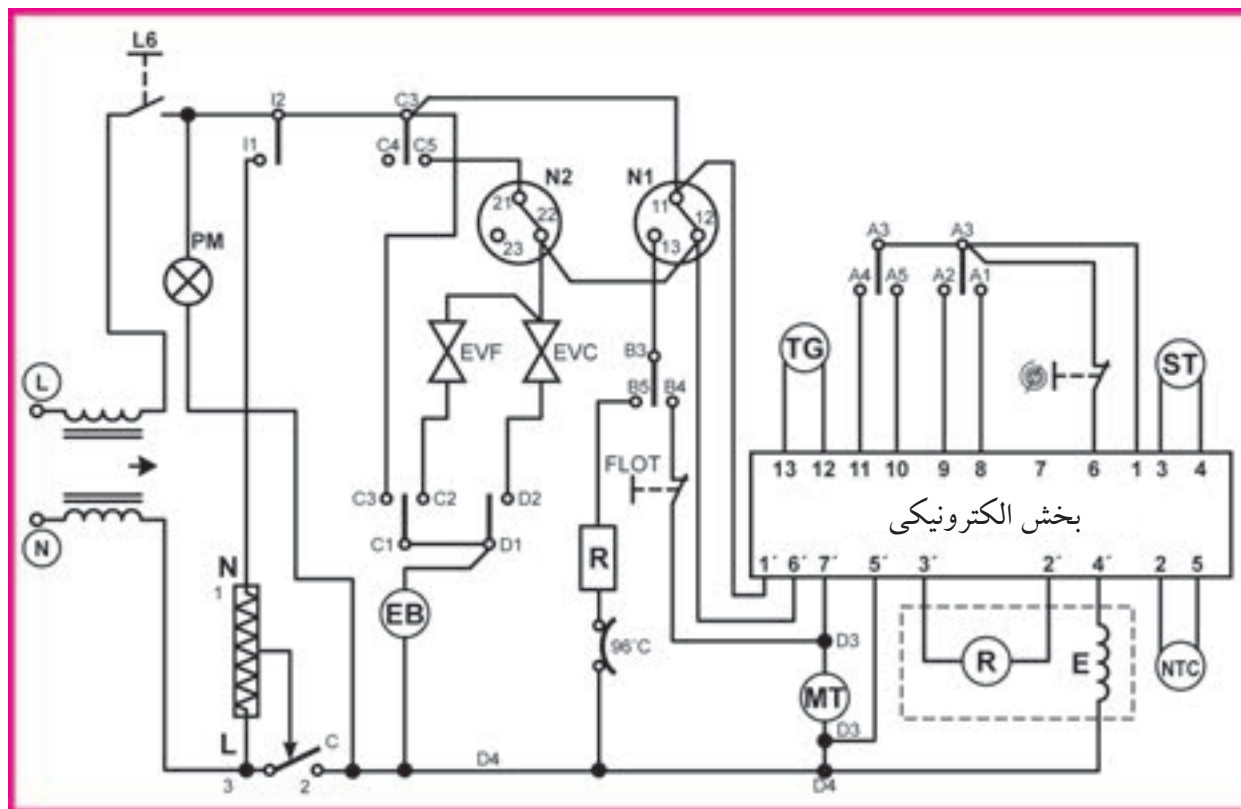 L6
I2
C3
I1
C4
C5
N2
N1
21
22
23
11
12
13
PM
A3
A3
A4
A5
A2
A1
EVF
EVC
B3
B5
B4
TG
ST
L
FLOT
13
12
11
10
9
8
7
6
1
3
4
C3
C2
D2
بخش الکترونیکی
N
C1
D1
1´
6´
7´
5´
3´
2´
4´
2
5
N
1
R
EB
96°C
D3
R
E
NTC
MT
L
C
D3
3
2
D4
D4